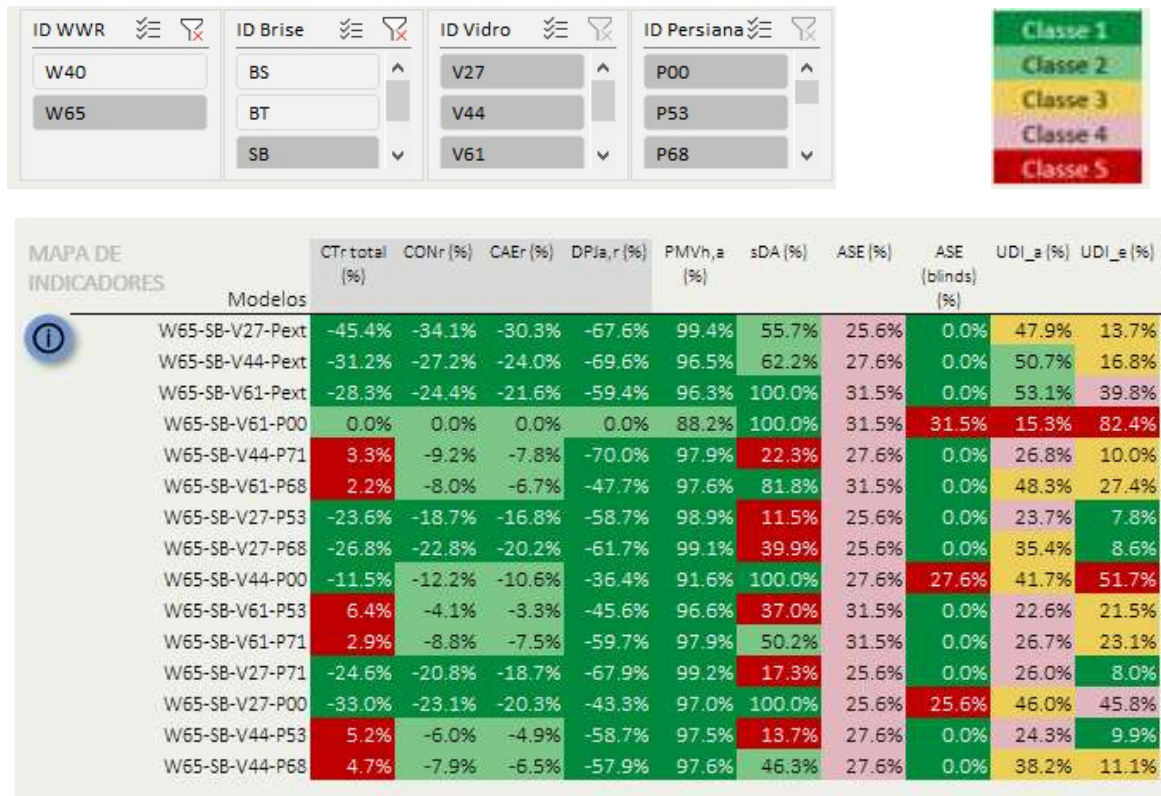 ID WWR ID Brise ID Vidro ID Persiana
W40 BS V27 P00
W65 BT V44 P53
SB V61 P68
Classe 1
Classe 2
Classe 3
Classe 4
Classe 5
MAPA DE INDICADORES
Modelos CTr total (%) CONr (%) CAEr (%) DPJa,r (%) PMVh,a (%) sDA (%) ASE (%) ASE (blinds) (%) UDI_a (%) UDI_e (%)
i
W65-SB-V27-Pext -45.4% -34.1% -30.3% -67.6% 99.4% 55.7% 25.6% 0.0% 47.9% 13.7%
W65-SB-V44-Pext -31.2% -27.2% -24.0% -69.6% 96.5% 62.2% 27.6% 0.0% 50.7% 16.8%
W65-SB-V61-Pext -28.3% -24.4% -21.6% -59.4% 96.3% 100.0% 31.5% 0.0% 53.1% 39.8%
W65-SB-V61-P00 0.0% 0.0% 0.0% 0.0% 88.2% 100.0% 31.5% 31.5% 15.3% 82.4%
W65-SB-V44-P71 3.3% -9.2% -7.8% -70.0% 97.9% 22.3% 27.6% 0.0% 26.8% 10.0%
W65-SB-V61-P68 2.2% -8.0% -6.7% -47.7% 97.6% 81.8% 31.5% 0.0% 48.3% 27.4%
W65-SB-V27-P53 -23.6% -18.7% -16.8% -58.7% 98.9% 11.5% 25.6% 0.0% 23.7% 7.8%
W65-SB-V27-P68 -26.8% -22.8% -20.2% -61.7% 99.1% 39.9% 25.6% 0.0% 35.4% 8.6%
W65-SB-V44-P00 -11.5% -12.2% -10.6% -36.4% 91.6% 100.0% 27.6% 27.6% 41.7% 51.7%
W65-SB-V61-P53 6.4% -4.1% -3.3% -45.6% 96.6% 37.0% 31.5% 0.0% 22.6% 21.5%
W65-SB-V61-P71 2.9% -8.8% -7.5% -59.7% 97.9% 50.2% 31.5% 0.0% 26.7% 23.1%
W65-SB-V27-P71 -24.6% -20.8% -18.7% -67.9% 99.2% 17.3% 25.6% 0.0% 26.0% 8.0%
W65-SB-V27-P00 -33.0% -23.1% -20.3% -43.3% 97.0% 100.0% 25.6% 25.6% 46.0% 45.8%
W65-SB-V44-P53 5.2% -6.0% -4.9% -58.7% 97.5% 13.7% 27.6% 0.0% 24.3% 9.9%
W65-SB-V44-P68 4.7% -7.9% -6.5% -57.9% 97.6% 46.3% 27.6% 0.0% 38.2% 11.1%